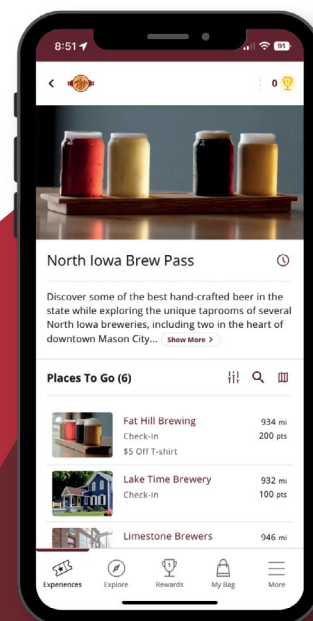 8:51
91
0
North Iowa Brew Pass
Discover some of the best hand-crafted beer in the
state while exploring the unique taprooms of several
North Iowa breweries, including two in the heart of
downtown Mason City... Show More >
Places To Go (6)
Fat Hill Brewing 934 mi
Check-In 200 pts
$5 Off T-shirt
Lake Time Brewery 932 mi
Check-In 100 pts
Limestone Brewers 946 mi
Experiences Explore Rewards My Bag More